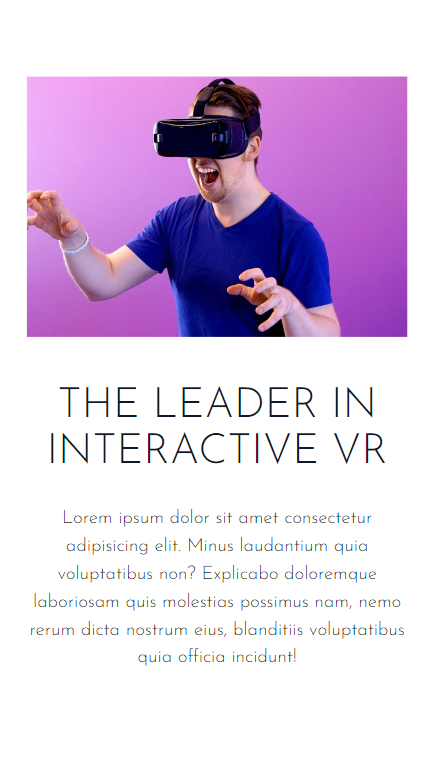 THE LEADER IN
INTERACTIVE VR
Lorem ipsum dolor sit amet consectetur
adipisicing elit. Minus laudantium quia
voluptatibus non? Explicabo doloremque
laboriosam quis molestias possimus nam, nemo
rerum dicta nostrum eius, blanditiis voluptatibus
quia officia incidunt!